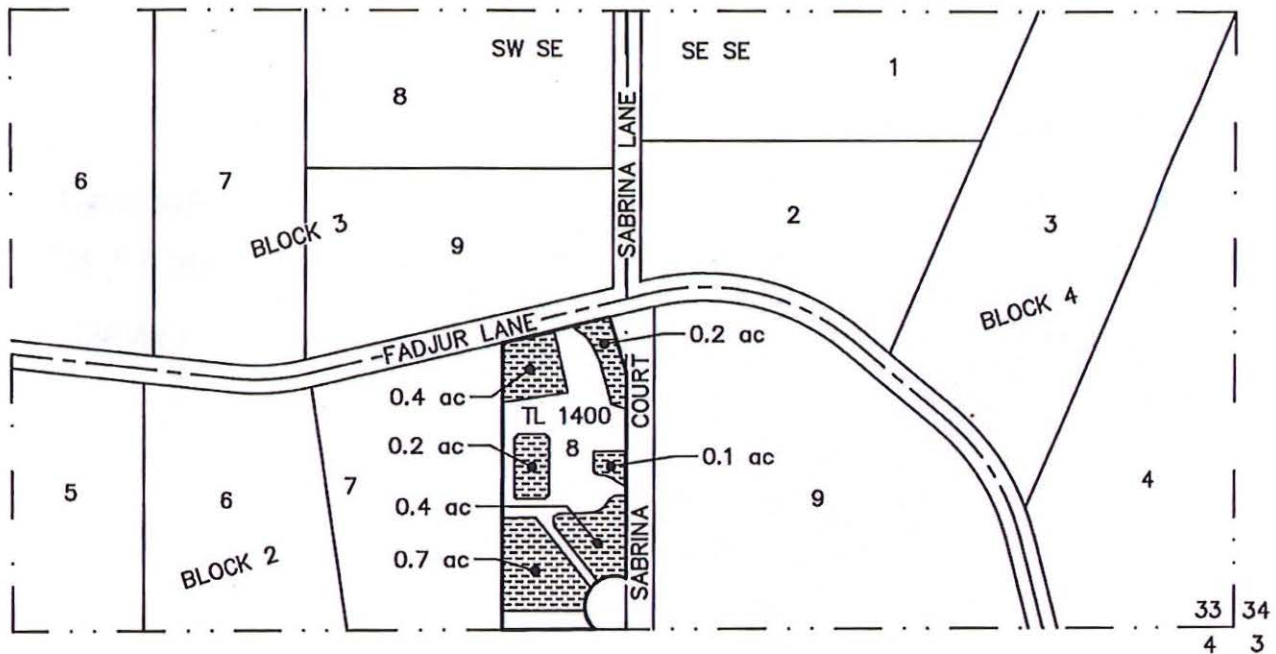 SW SE
SE SE
1
8
SABRINA LANE
6
7
2
3
BLOCK 3
9
BLOCK 4
FADJUR LANE
0.2 ac
0.4 ac
TL 1400
COURT
0.2 ac
8
0.1 ac
5
6
7
9
4
0.4 ac
SABRINA
BLOCK 2
0.7 ac
33 34
4 3